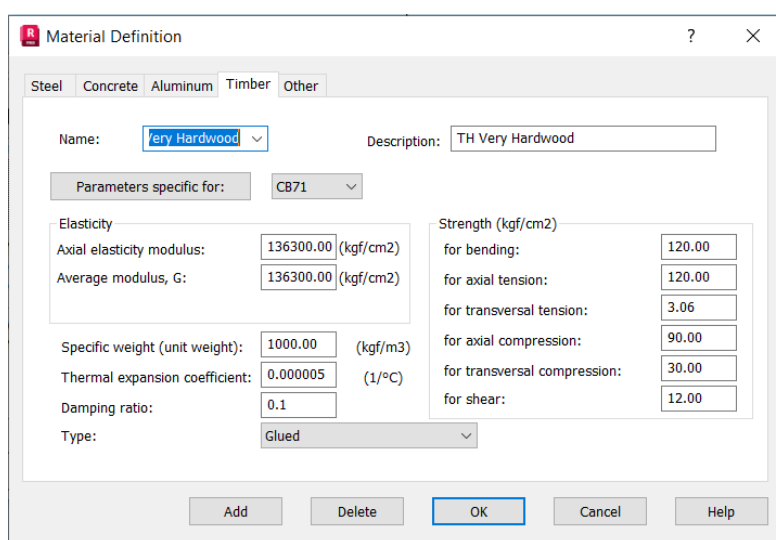 Material Definition ? X
Steel Concrete Aluminum Timber Other
Name: Very Hardwood Description: TH Very Hardwood
Parameters specific for: CB71
Elasticity
Axial elasticity modulus: 136300.00 (kgf/cm2)
Average modulus, G: 136300.00 (kgf/cm2)
Specific weight (unit weight): 1000.00 (kgf/m3)
Thermal expansion coefficient: 0.000005 (1/°C)
Damping ratio: 0.1
Type: Glued
Strength (kgf/cm2)
for bending: 120.00
for axial tension: 120.00
for transversal tension: 3.06
for axial compression: 90.00
for transversal compression: 30.00
for shear: 12.00
Add Delete OK Cancel Help